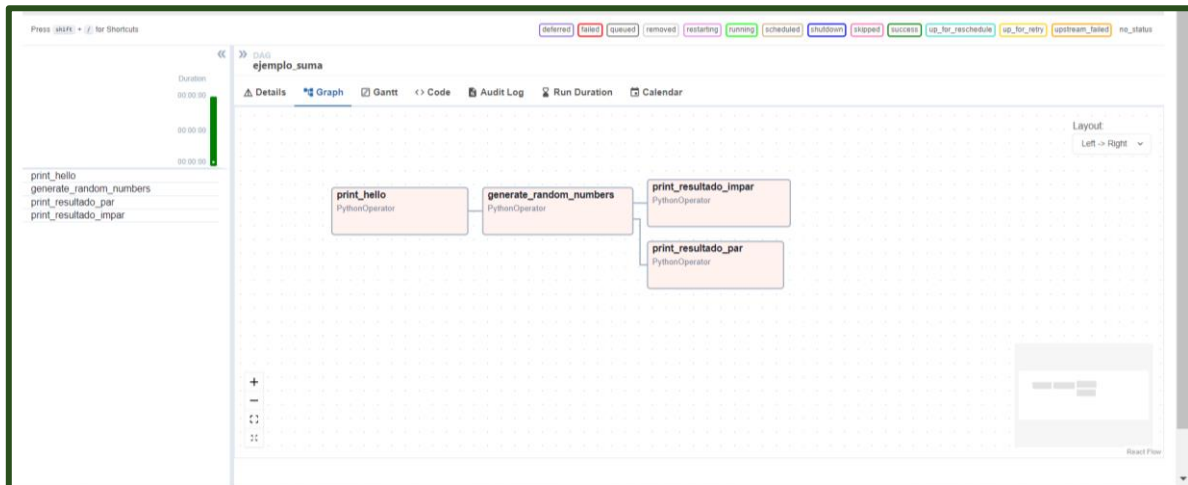 Press shift + / for Shortcuts
deferred failed queued removed restarting running scheduled shutdown skipped success up_for_reschedule up_for_retry upstream_failed no_status
DAG
ejemplo_suma
Duration
00:00:00
00:00:00
00:00:00
print_hello
generate_random_numbers
print_resultado_par
print_resultado_impar
Details Graph Gantt Code Audit Log Run Duration Calendar
Layout:
Left -> Right
print_hello
PythonOperator
generate_random_numbers
PythonOperator
print_resultado_impar
PythonOperator
print_resultado_par
PythonOperator
React Flow